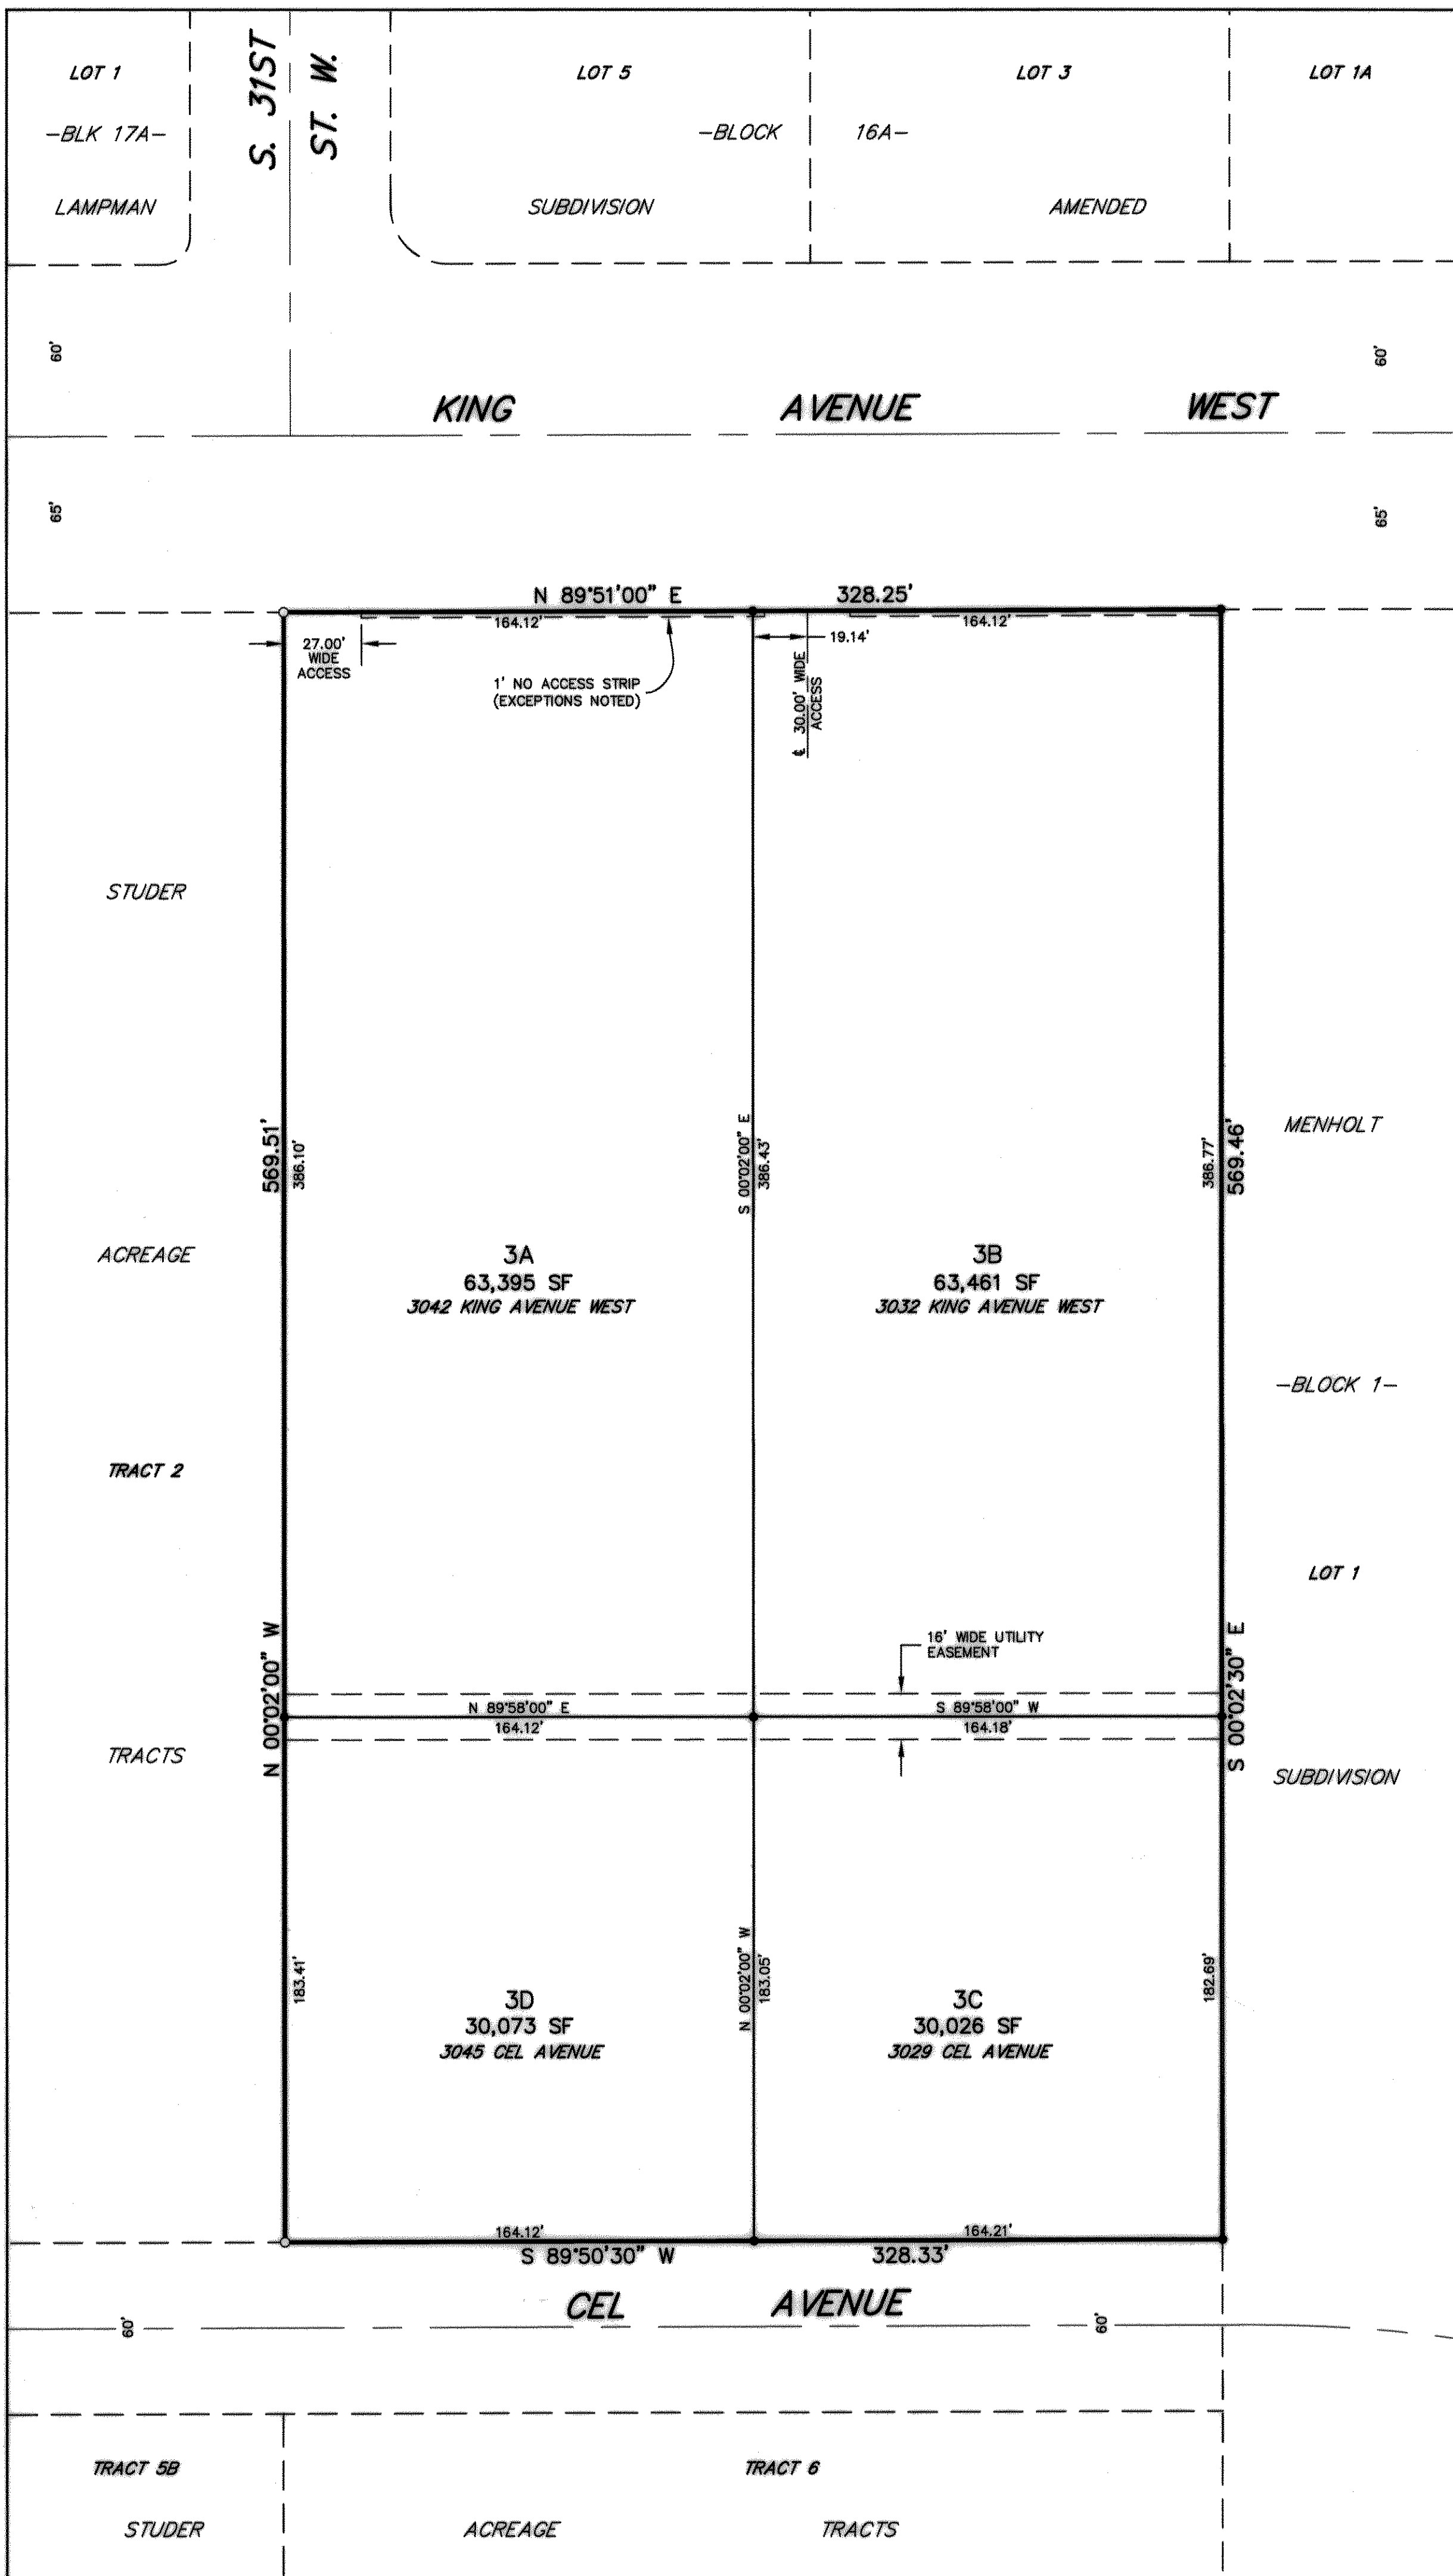 LOT 1
-BLK 17A-
LAMPMAN
S. 31ST
ST. W.
LOT 5
LOT 3
LOT 1A
-BLOCK 16A-
SUBDIVISION
AMENDED
60'
60'
KING AVENUE WEST
65'
65'
N 89°51'00" E 328.25'
164.12'
164.12'
27.00'
WIDE
ACCESS
1' NO ACCESS STRIP
(EXCEPTIONS NOTED)
19.14'
℄ 30.00' WIDE
ACCESS
STUDER
ACREAGE
TRACT 2
TRACTS
569.51'
386.10'
N 00°02'00" W
S 00°02'00" E
386.43'
386.77'
569.46'
S 00°02'30" E
MENHOLT
-BLOCK 1-
LOT 1
SUBDIVISION
3A
63,395 SF
3042 KING AVENUE WEST
3B
63,461 SF
3032 KING AVENUE WEST
16' WIDE UTILITY
EASEMENT
N 89°58'00" E
164.12'
S 89°58'00" W
164.18'
183.41'
N 00°02'00" W
183.05'
182.69'
3D
30,073 SF
3045 CEL AVENUE
3C
30,026 SF
3029 CEL AVENUE
164.12'
164.21'
S 89°50'30" W 328.33'
CEL AVENUE
60'
60'
TRACT 5B
TRACT 6
STUDER ACREAGE TRACTS